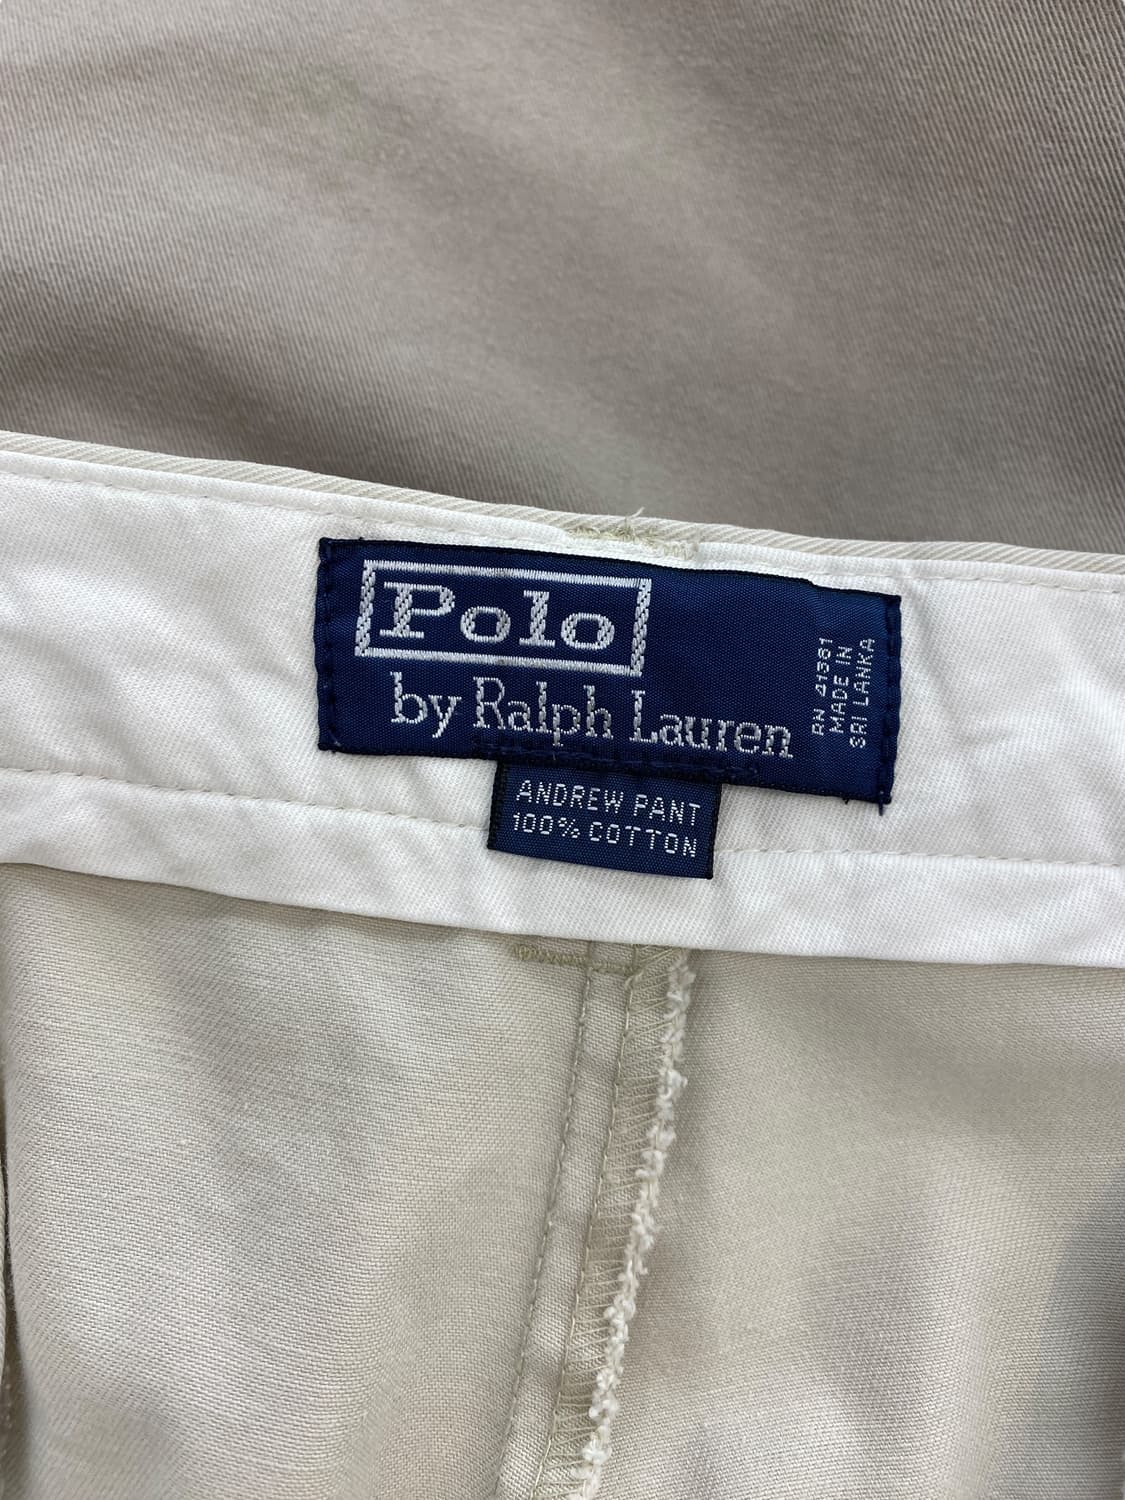 Polo
by Ralph Lauren
RN 41381
MADE IN
SRI LANKA
ANDREW PANT
100% COTTON